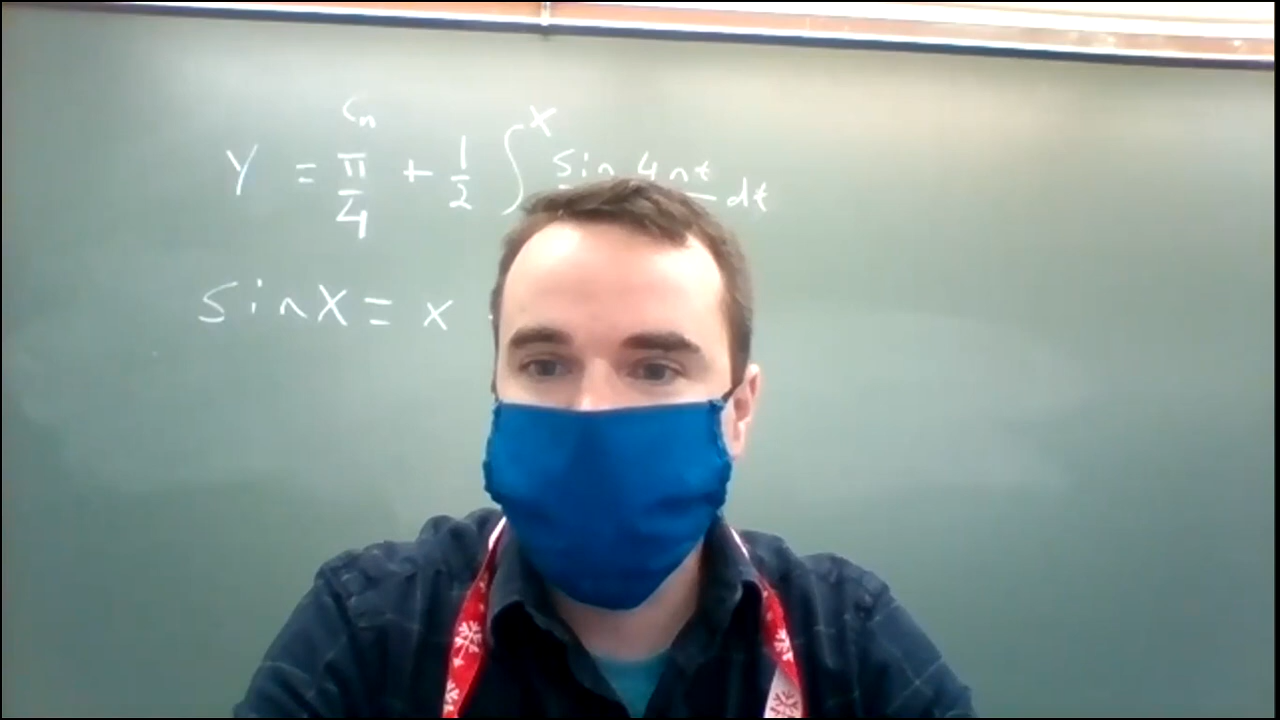 Cn
Y = π/4 + 1/2 ∫ x sin 4nt dt
sin x = x